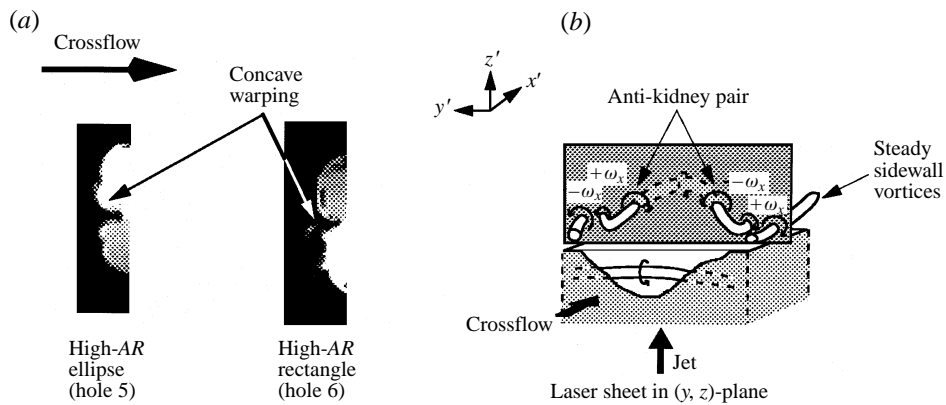 (a)
Crossflow
Concave
warping
High-AR
ellipse
(hole 5)
High-AR
rectangle
(hole 6)
(b)
z′
x′
y′
Anti-kidney pair
Steady
sidewall
vortices
+ωx
−ωx
−ωx
+ωx
Crossflow
Jet
Laser sheet in (y, z)-plane